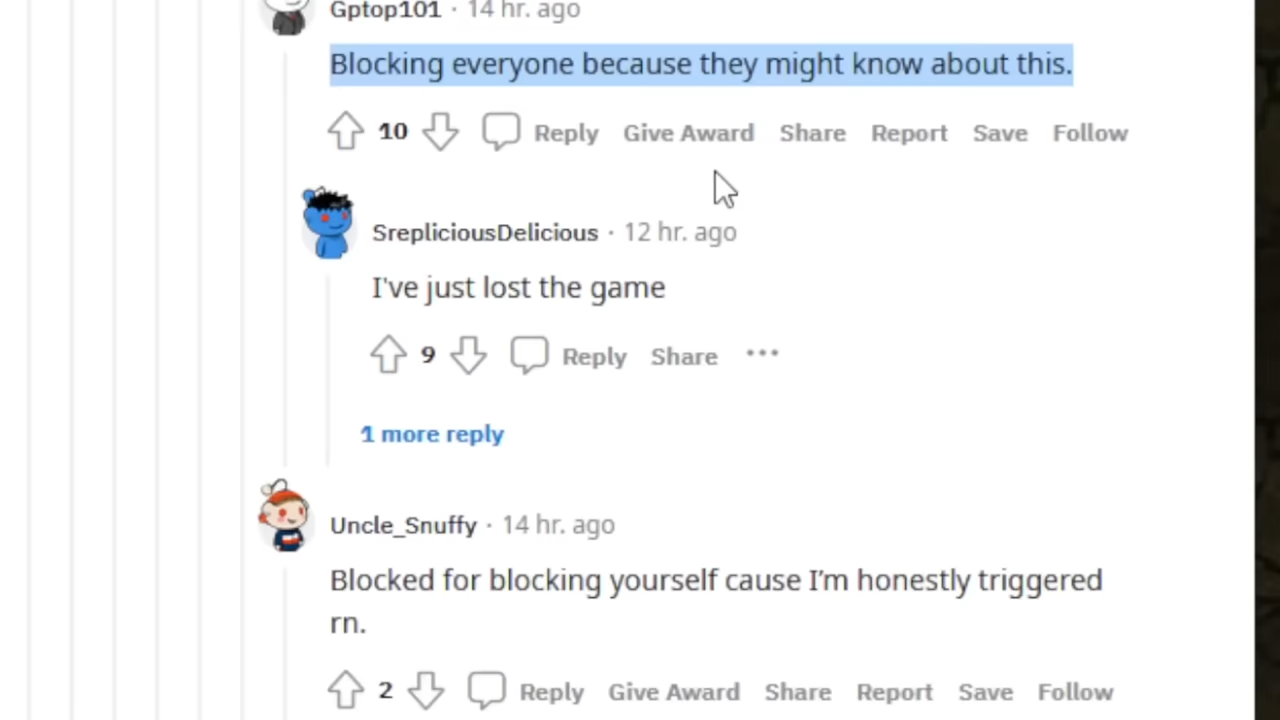 Gptop101 · 14 hr. ago
Blocking everyone because they might know about this.
10 Reply Give Award Share Report Save Follow
SrepliciousDelicious · 12 hr. ago
I've just lost the game
9 Reply Share ···
1 more reply
Uncle_Snuffy · 14 hr. ago
Blocked for blocking yourself cause I’m honestly triggered
rn.
2 Reply Give Award Share Report Save Follow